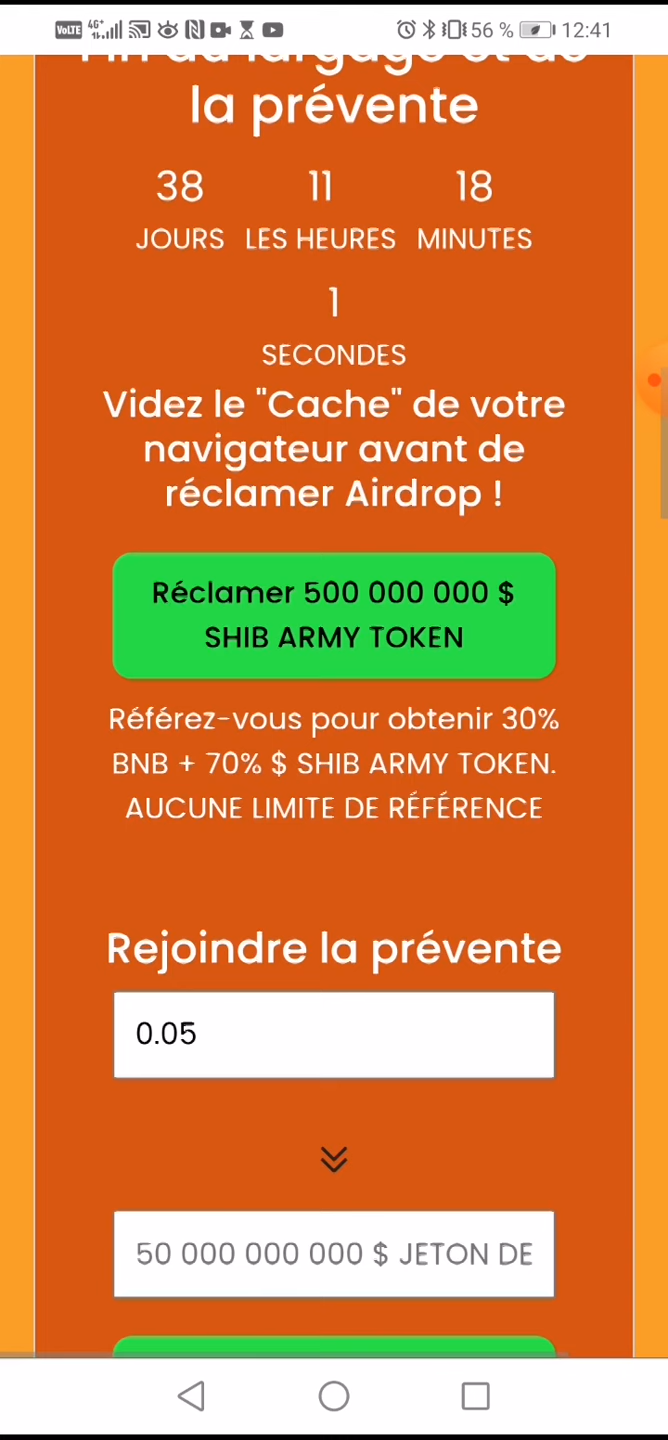 VoLTE 4G+ 56 % 12:41
la prévente
38 11 18
JOURS LES HEURES MINUTES
1
SECONDES
Videz le "Cache" de votre
navigateur avant de
réclamer Airdrop !
Réclamer 500 000 000 $
SHIB ARMY TOKEN
Référez-vous pour obtenir 30%
BNB + 70% $ SHIB ARMY TOKEN.
AUCUNE LIMITE DE RÉFÉRENCE
Rejoindre la prévente
0.05
50 000 000 000 $ JETON DE